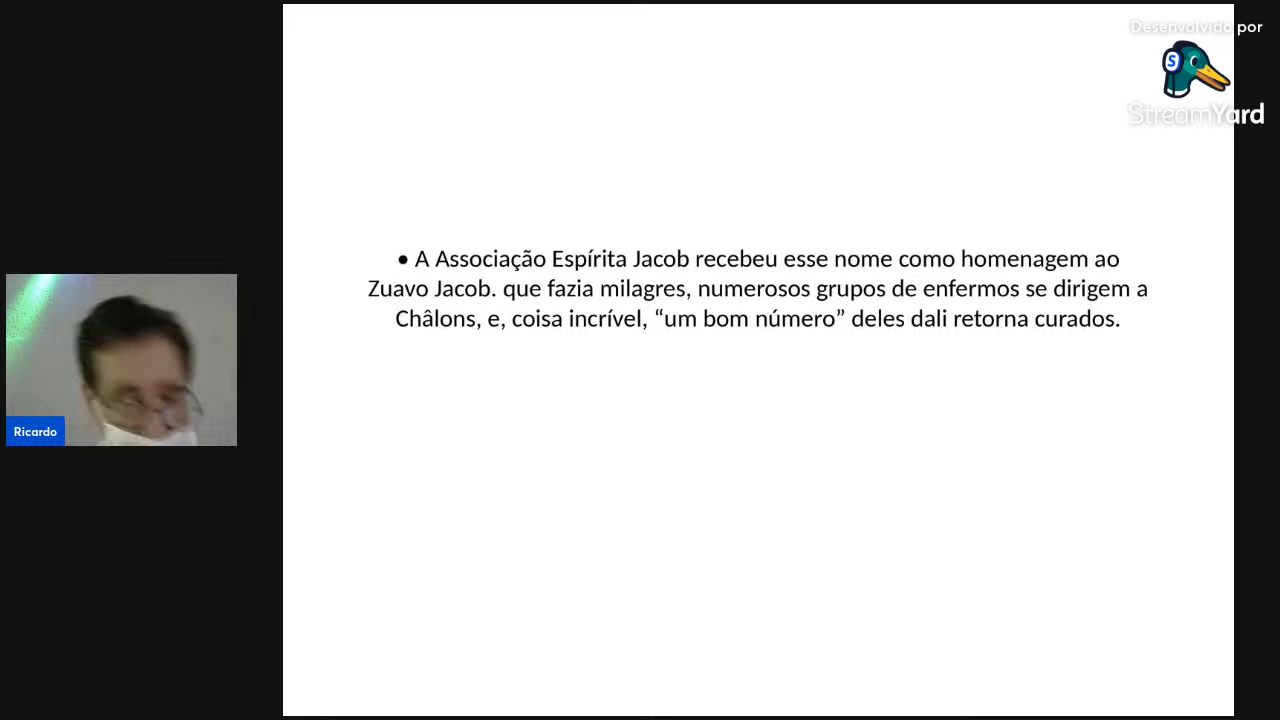 Desenvolvido por
S
StreamYard
• A Associação Espírita Jacob recebeu esse nome como homenagem ao
Zuavo Jacob. que fazia milagres, numerosos grupos de enfermos se dirigem a
Châlons, e, coisa incrível, “um bom número” deles dali retorna curados.
Ricardo